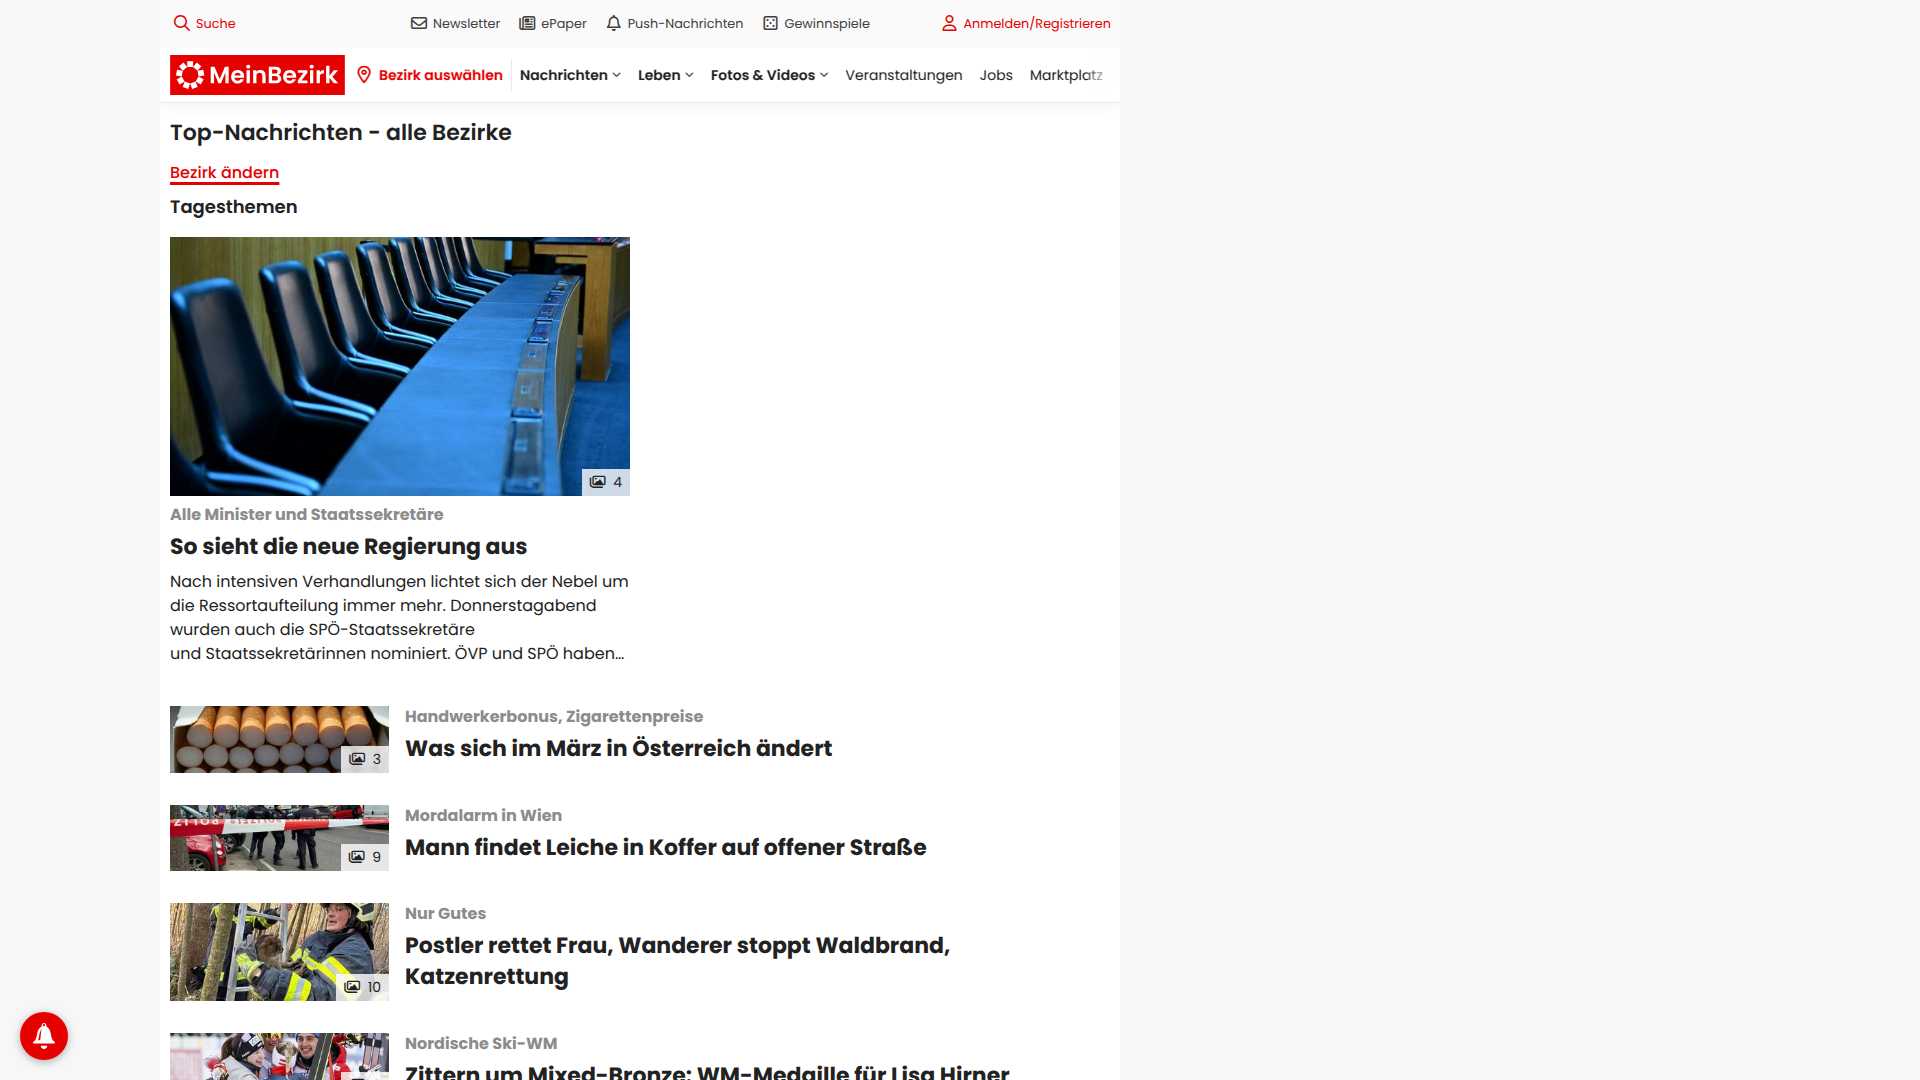 Suche
Newsletter
ePaper
Push-Nachrichten
Gewinnspiele
Anmelden/Registrieren
MeinBezirk
Bezirk auswählen
Nachrichten
Leben
Fotos & Videos
Veranstaltungen
Jobs
Marktplatz
Top-Nachrichten - alle Bezirke
Bezirk ändern
Tagesthemen
4
Alle Minister und Staatssekretäre
So sieht die neue Regierung aus
Nach intensiven Verhandlungen lichtet sich der Nebel um
die Ressortaufteilung immer mehr. Donnerstagabend
wurden auch die SPÖ-Staatssekretäre
und Staatssekretärinnen nominiert. ÖVP und SPÖ haben...
3
Handwerkerbonus, Zigarettenpreise
Was sich im März in Österreich ändert
9
Mordalarm in Wien
Mann findet Leiche in Koffer auf offener Straße
10
Nur Gutes
Postler rettet Frau, Wanderer stoppt Waldbrand,
Katzenrettung
Nordische Ski-WM
Zittern um Mixed-Bronze: WM-Medaille für Lisa Hirner